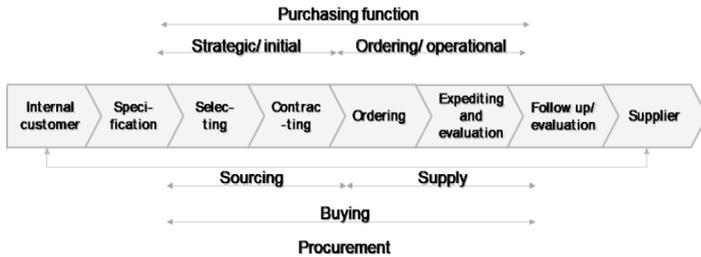 Purchasing function
Strategic/ initial
Ordering/ operational
Internal
customer
Speci-
fication
Selec-
ting
Contrac
-ting
Ordering
Expediting
and
evaluation
Follow up/
evaluation
Supplier
Sourcing
Supply
Buying
Procurement